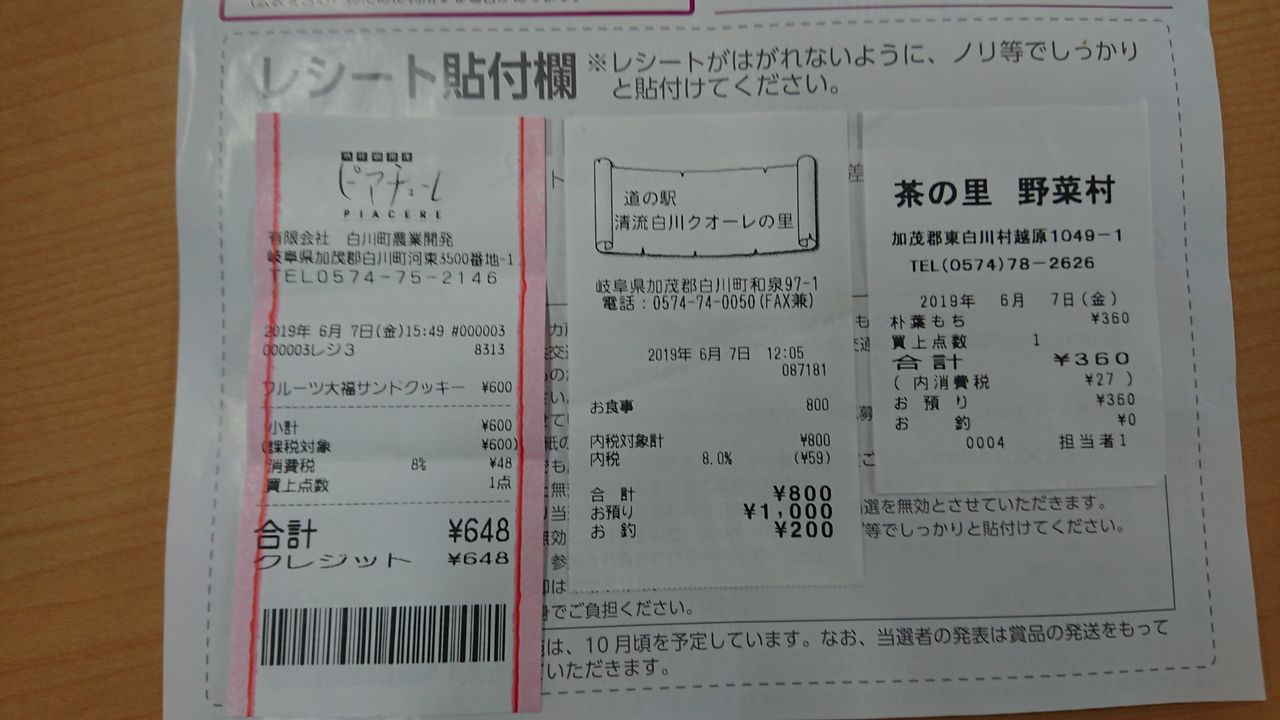 レシート貼付欄
※レシートがはがれないように、ノリ等でしっかり
と貼付けてください。
ピアチェーレ
PIACERE
有限会社 白川町農業開発
岐阜県加茂郡白川町河東3500番地-1
TEL0574-75-2146
2019年 6月 7日(金)15:49 #000003
000003レジ3 8313
フルーツ大福サンドクッキー ¥600
小計 ¥600
(課税対象 ¥600)
消費税 8% ¥48
買上点数 1点
合計 ¥648
クレジット ¥648
道の駅
清流白川クオーレの里
岐阜県加茂郡白川町和泉97-1
電話:0574-74-0050(FAX兼)
2019年 6月 7日 12:05
087181
お食事 800
内税対象計 ¥800
内税 8.0% (¥59)
合 計 ¥800
お預り ¥1,000
お 釣 ¥200
茶の里 野菜村
加茂郡東白川村越原1049-1
TEL(0574)78-2626
2019年 6月 7日(金)
朴葉もち ¥360
買上点数 1
合計 ¥360
(内消費税 ¥27)
お預り ¥360
お 釣 ¥0
0004 担当者1
選を無効とさせていただきます。
等でしっかりと貼付けてください。
身でご負担ください。
は、10月頃を予定しています。なお、当選者の発表は賞品の発送をもって
いただきます。